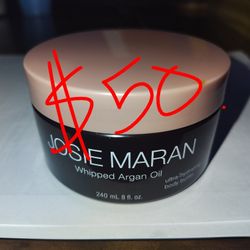 $50.
JOSIE MARAN
Whipped Argan Oil
ultra-hydrating
body butter
240 mL 8 fl. oz.